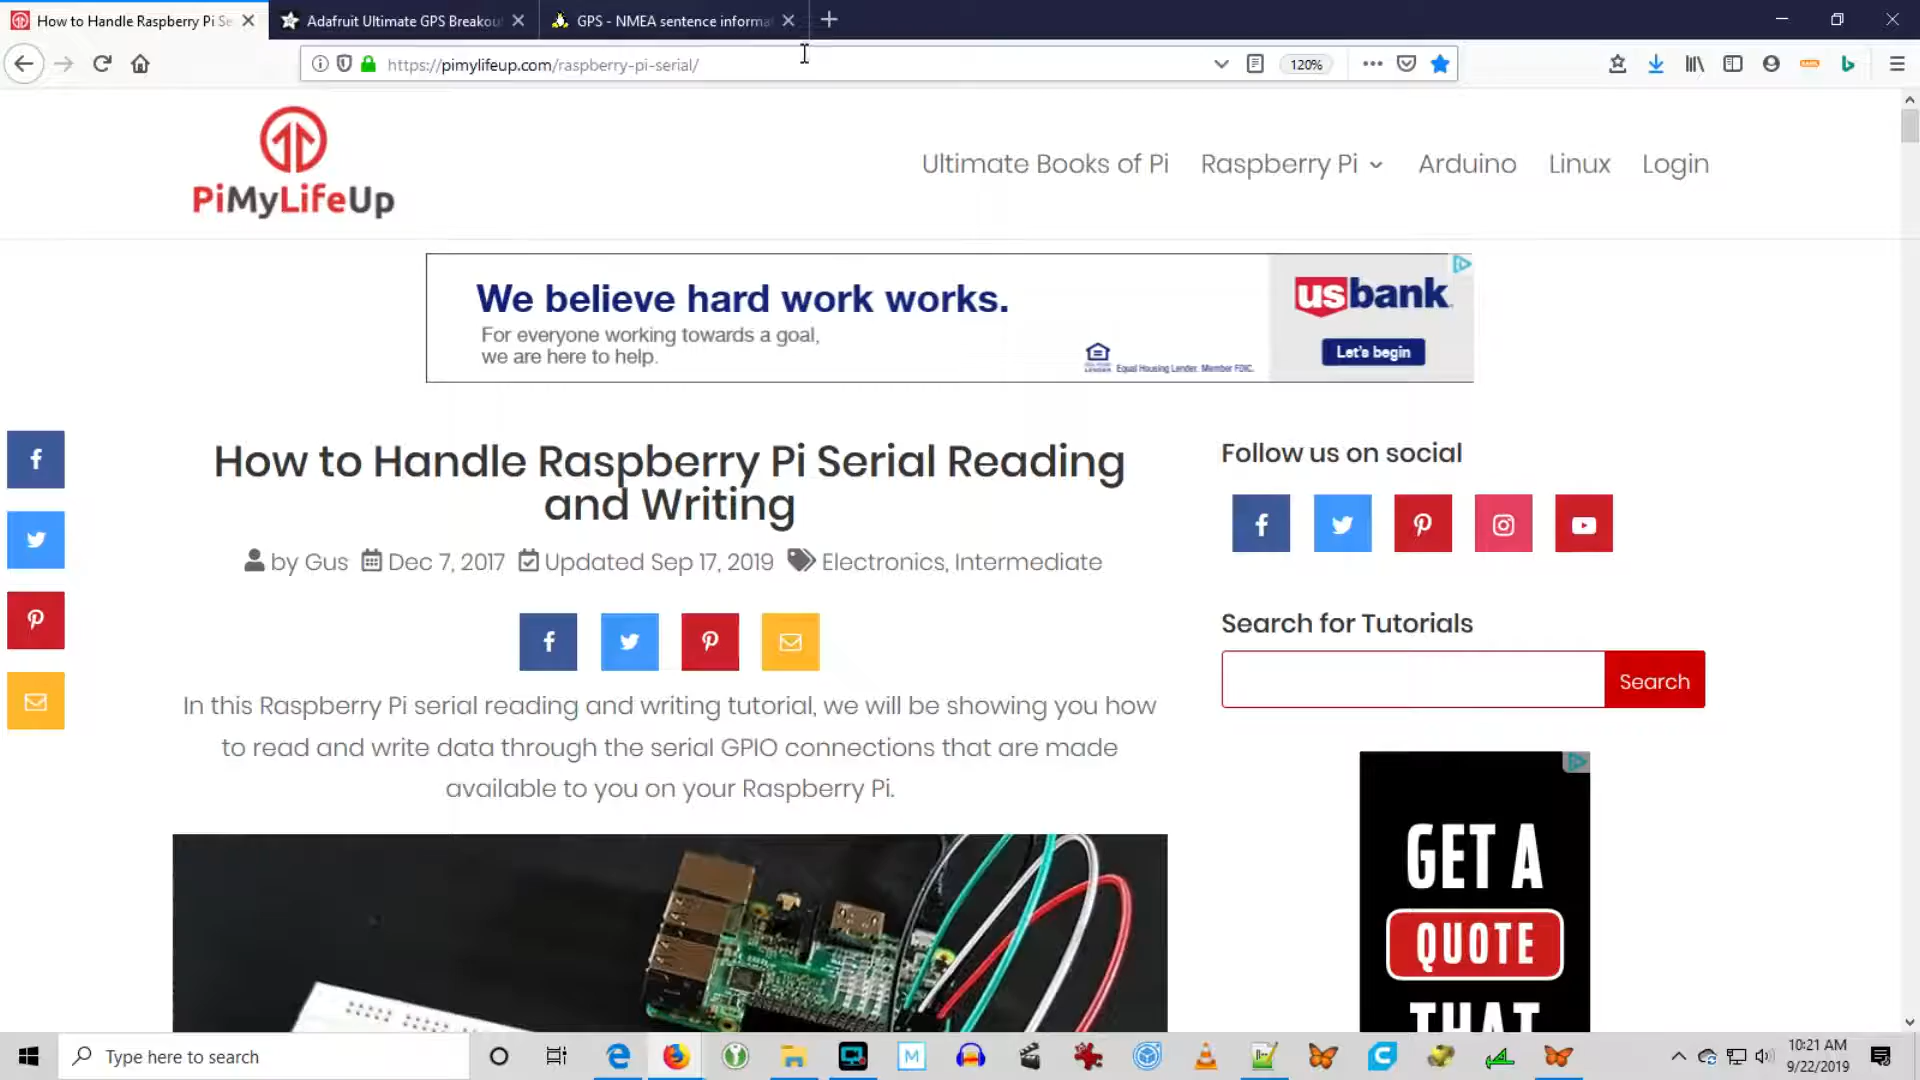 How to Handle Raspberry Pi Se
Adafruit Ultimate GPS Breakou
GPS - NMEA sentence informa
https://pimylifeup.com/raspberry-pi-serial/
120%
PiMyLifeUp
Ultimate Books of Pi
Raspberry Pi
Arduino
Linux
Login
We believe hard work works.
For everyone working towards a goal,
we are here to help.
Equal Housing Lender. Member FDIC.
usbank
Let's begin
How to Handle Raspberry Pi Serial Reading
and Writing
by Gus Dec 7, 2017 Updated Sep 17, 2019 Electronics, Intermediate
In this Raspberry Pi serial reading and writing tutorial, we will be showing you how
to read and write data through the serial GPIO connections that are made
available to you on your Raspberry Pi.
Follow us on social
Search for Tutorials
Search
GET A
QUOTE
THAT
Type here to search
10:21 AM
9/22/2019